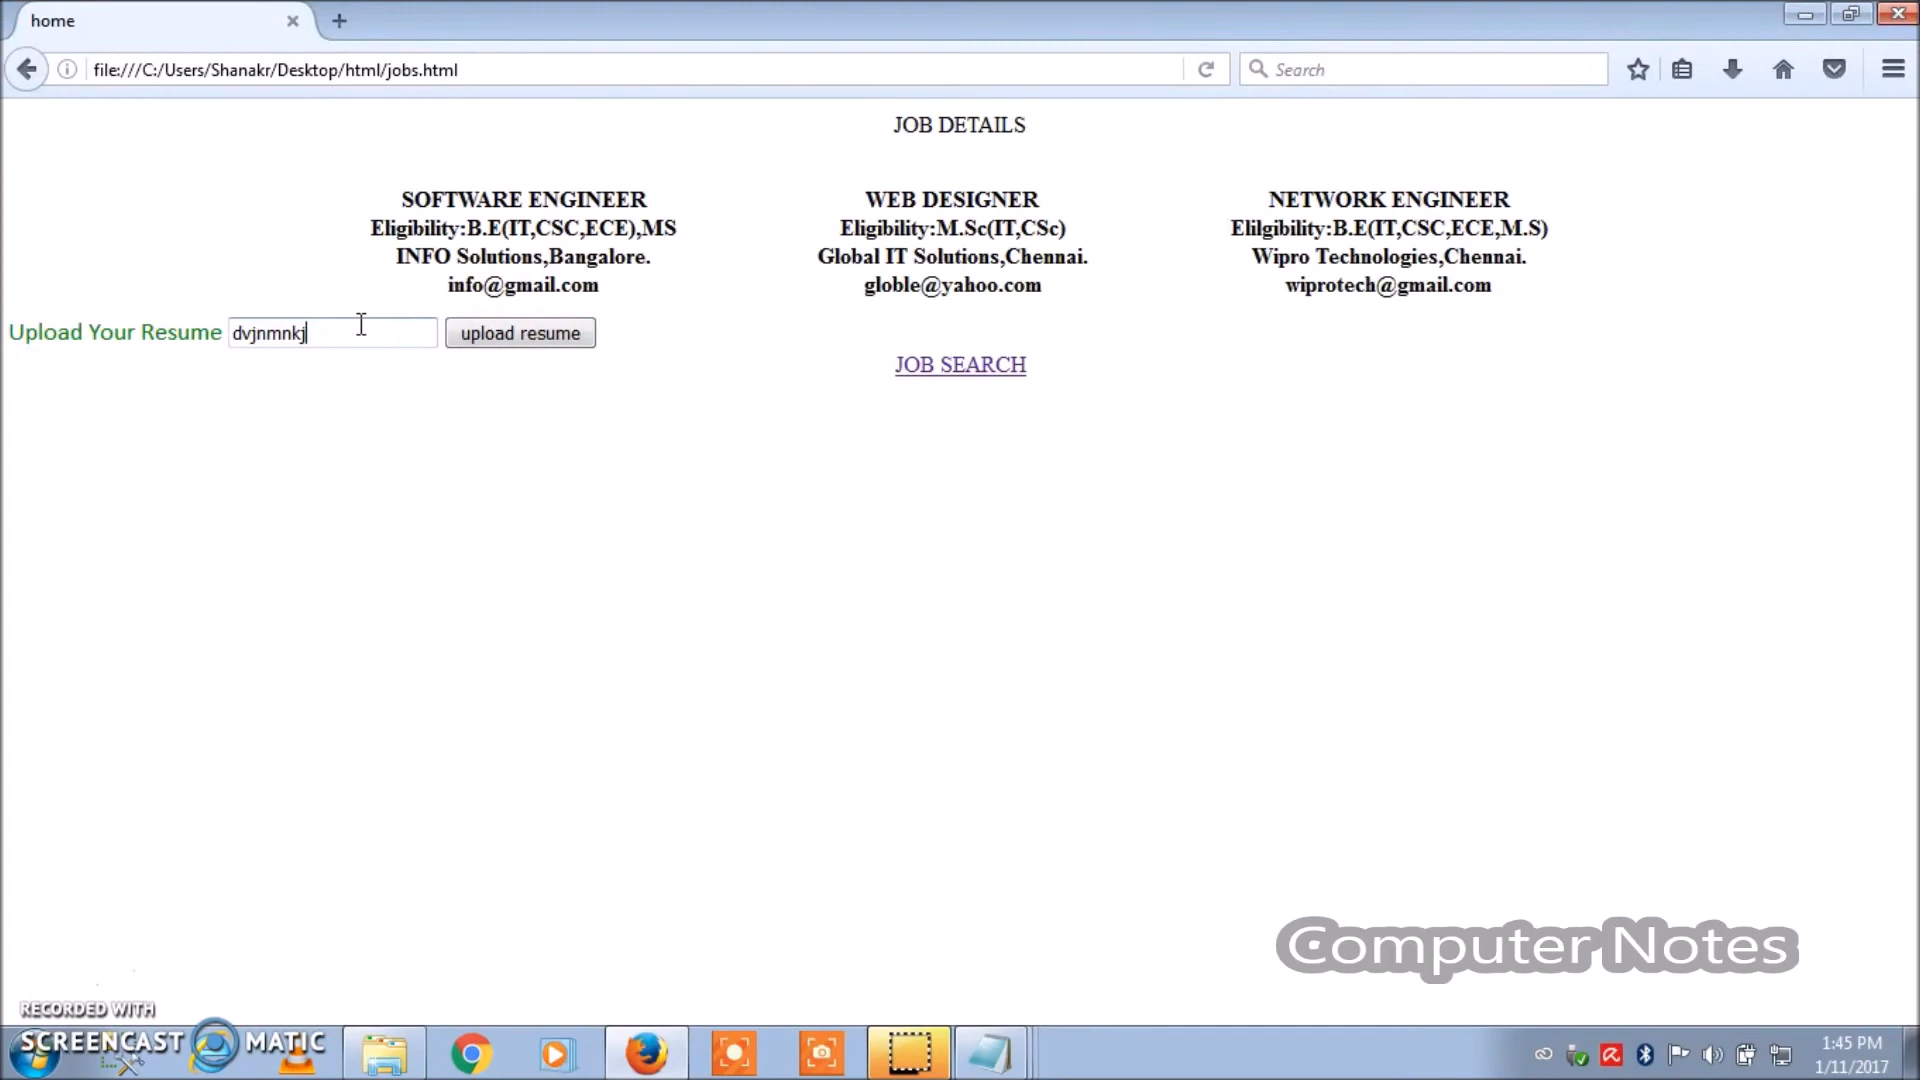 home
file:///C:/Users/Shanakr/Desktop/html/jobs.html
Search
JOB DETAILS
SOFTWARE ENGINEER
Eligibility:B.E(IT,CSC,ECE),MS
INFO Solutions,Bangalore.
info@gmail.com
WEB DESIGNER
Eligibility:M.Sc(IT,CSc)
Global IT Solutions,Chennai.
globle@yahoo.com
NETWORK ENGINEER
Elilgibility:B.E(IT,CSC,ECE,M.S)
Wipro Technologies,Chennai.
wiprotech@gmail.com
Upload Your Resume dvjnmnkj upload resume
JOB SEARCH
Computer Notes
RECORDED WITH
SCREENCAST MATIC
1:45 PM
1/11/2017